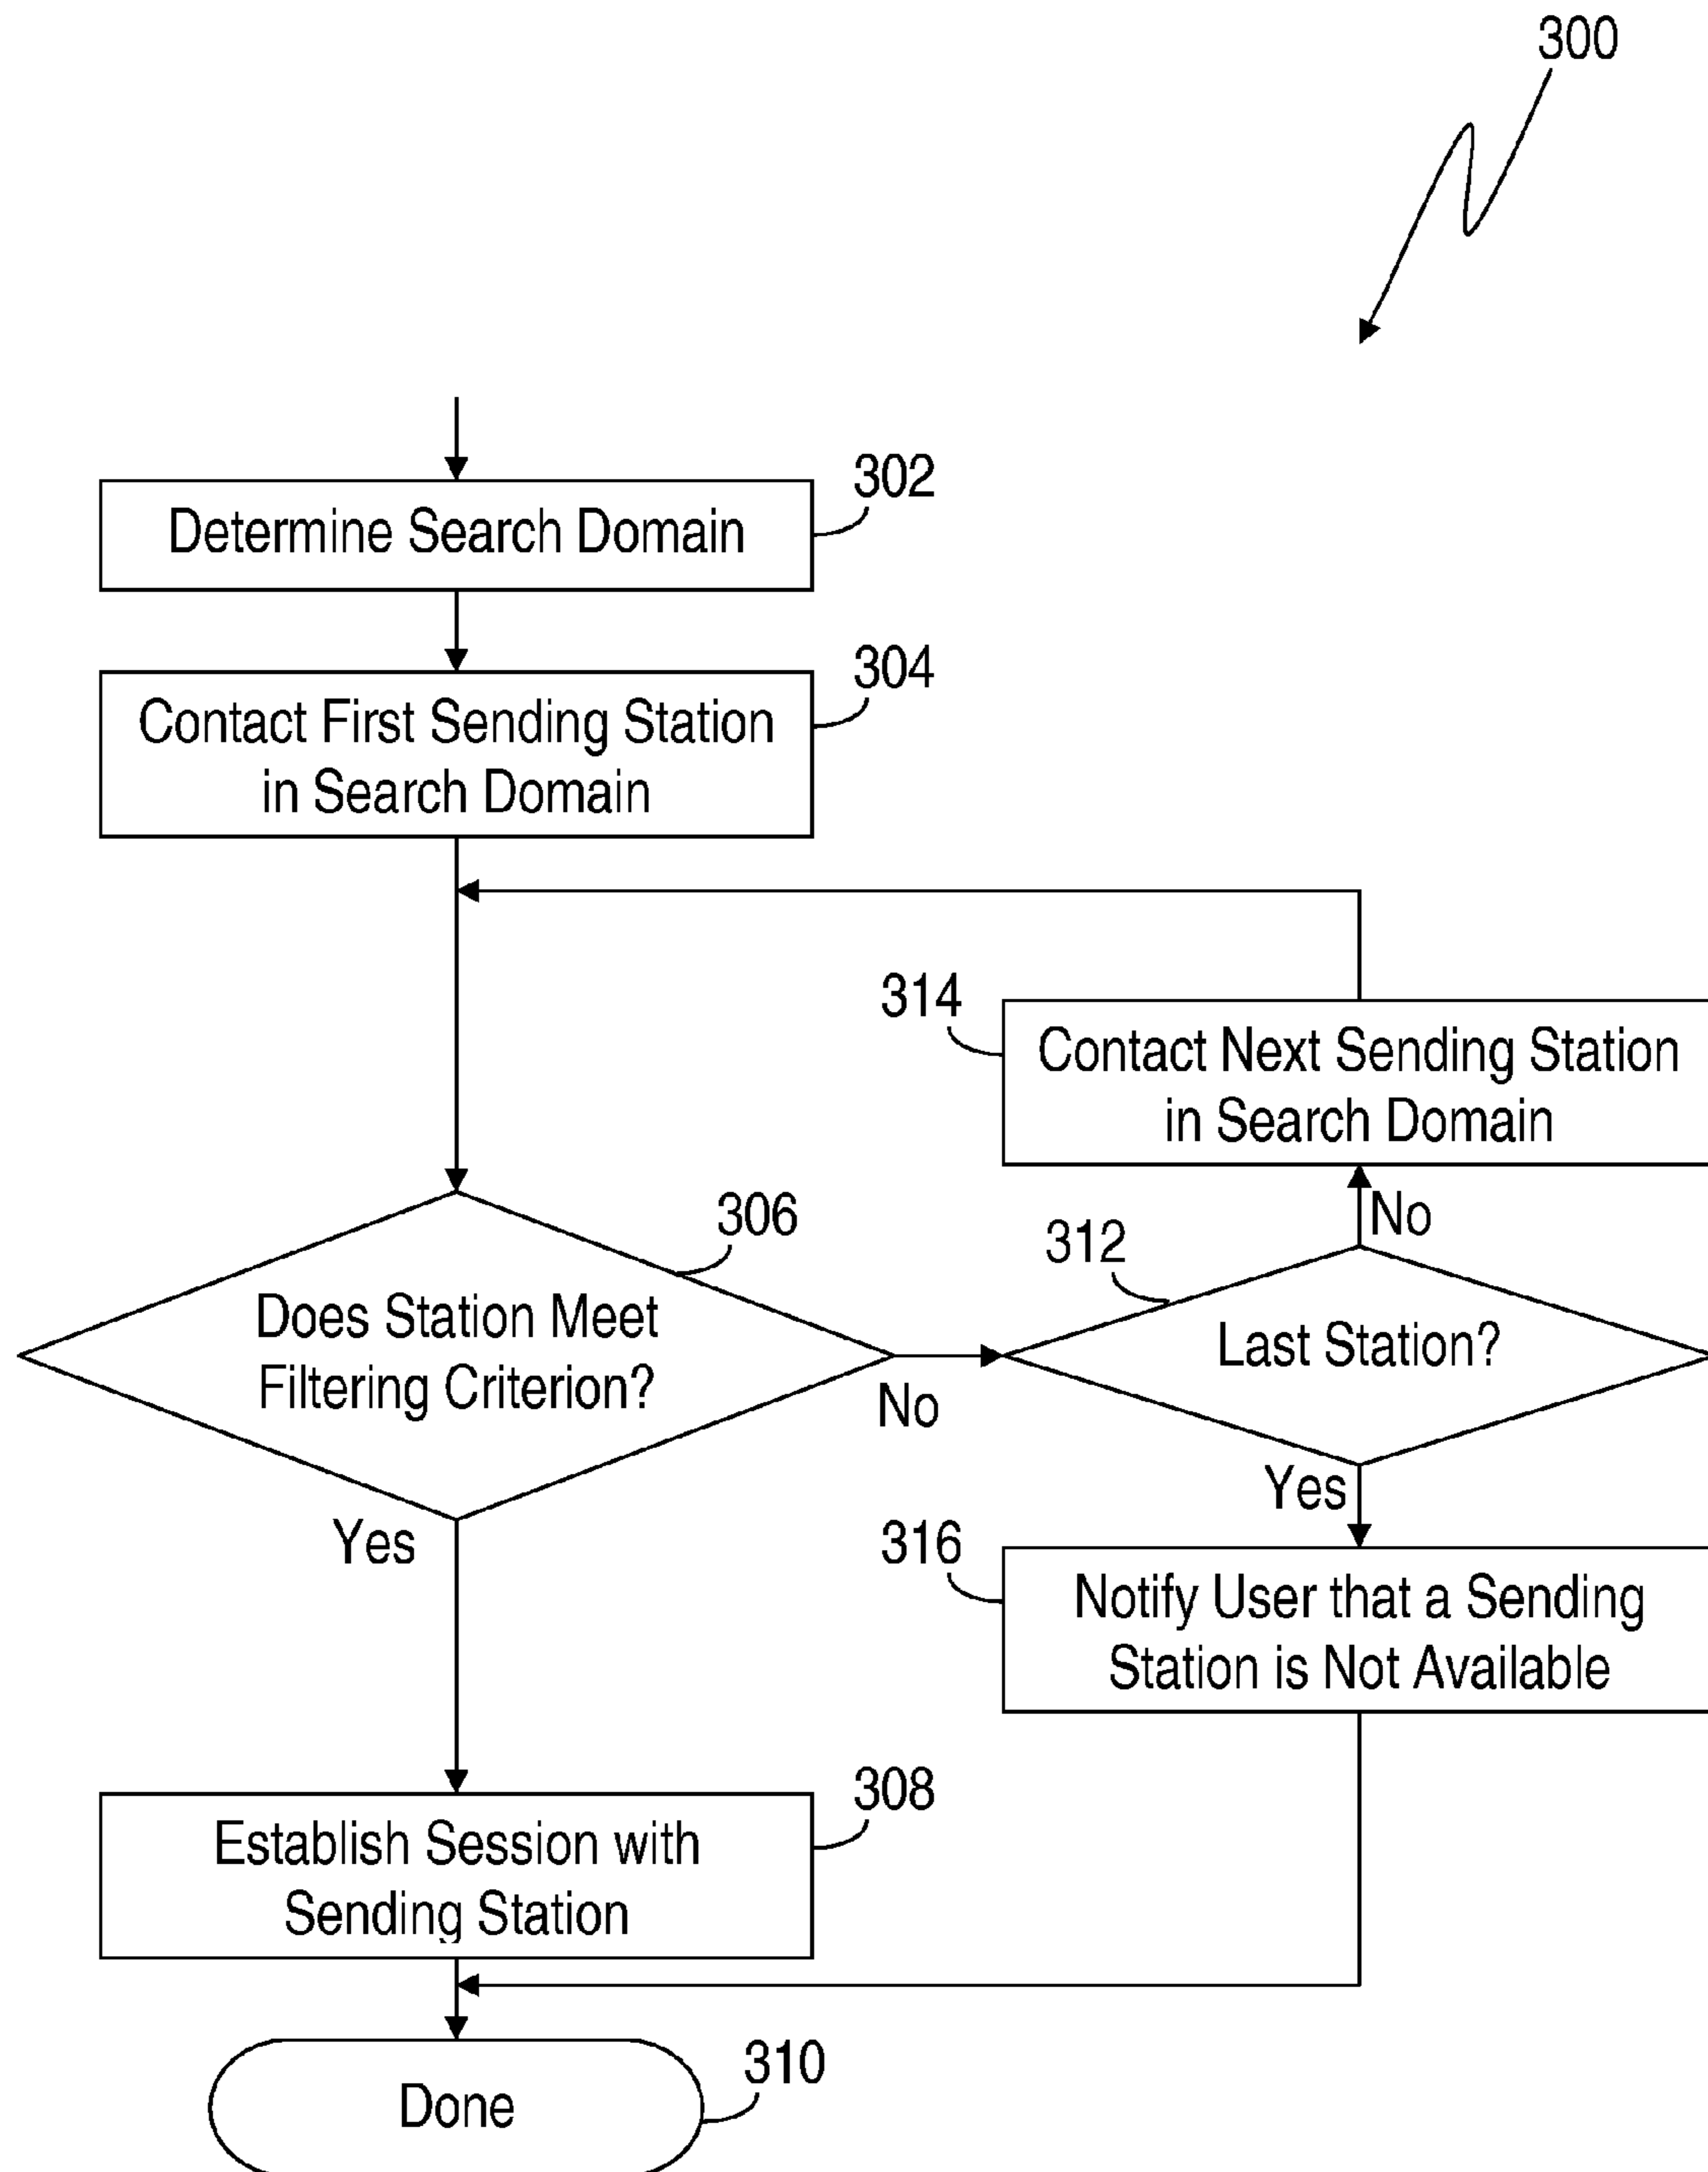 300
302
Determine Search Domain
304
Contact First Sending Station
in Search Domain
314
Contact Next Sending Station
in Search Domain
306
Does Station Meet
Filtering Criterion?
No
312
Last Station?
No
Yes
Yes
316
Notify User that a Sending
Station is Not Available
308
Establish Session with
Sending Station
310
Done